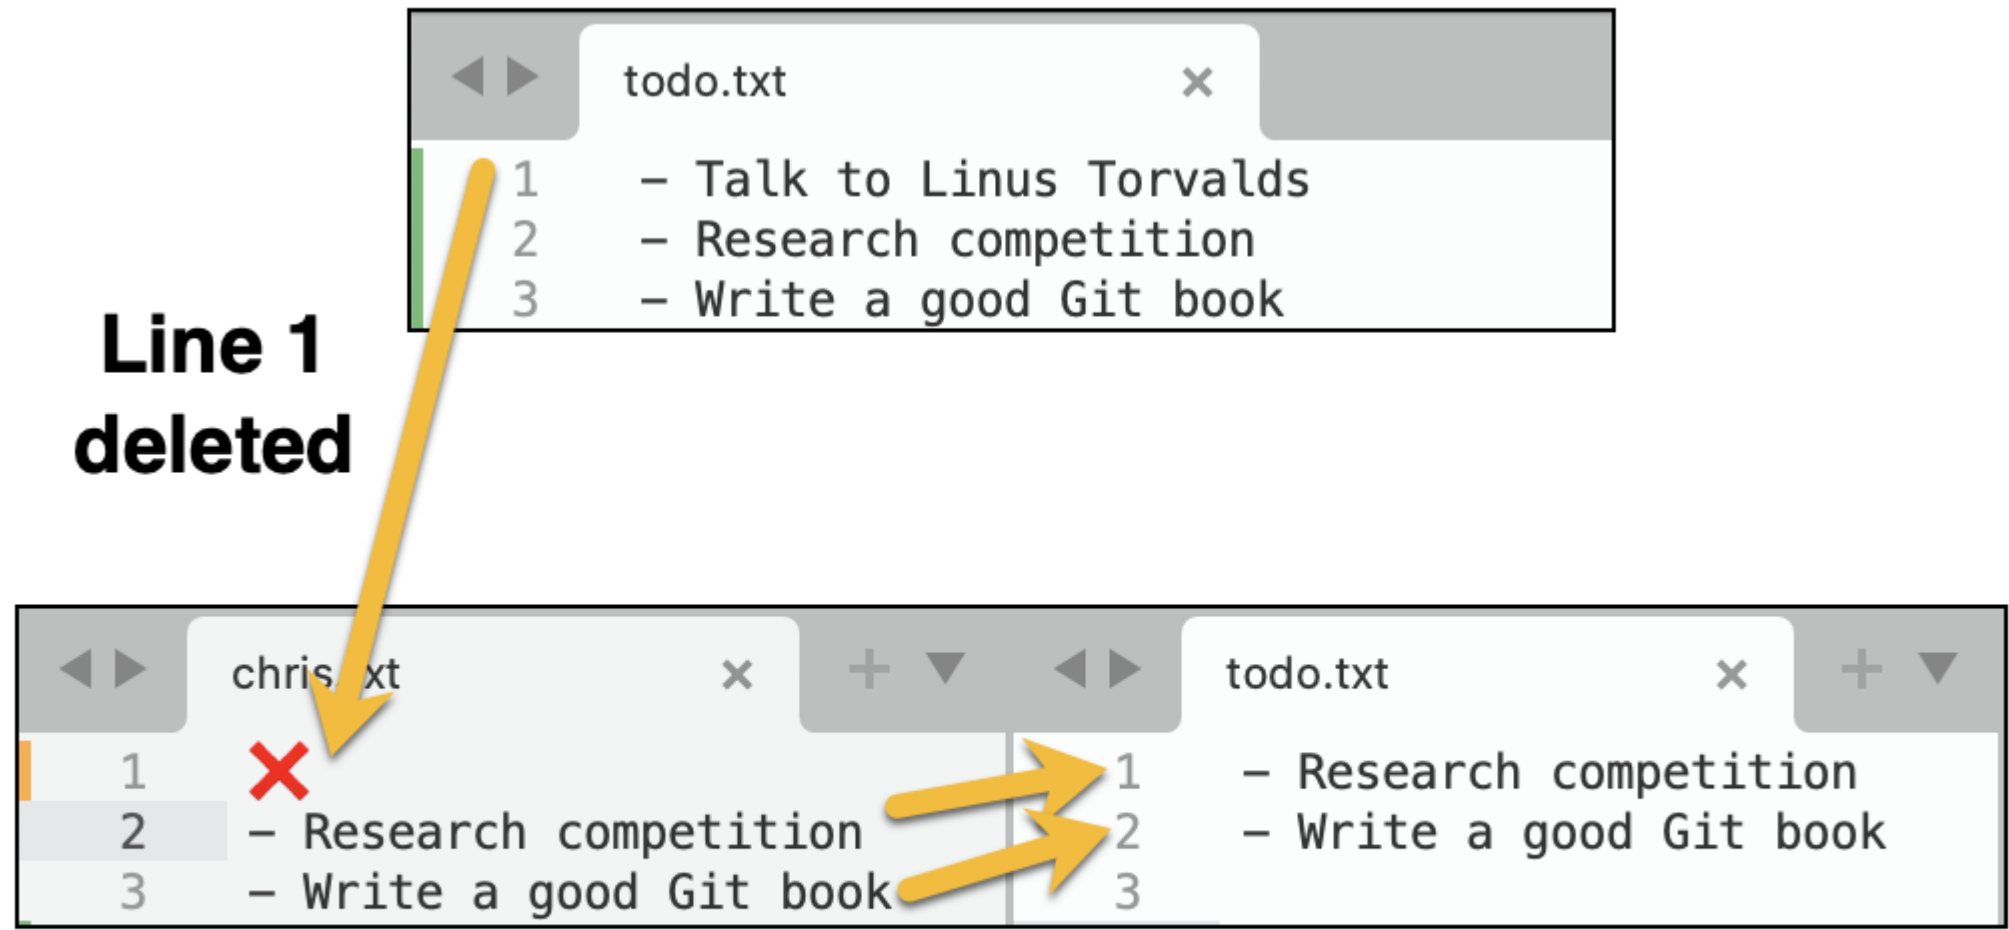 todo.txt
1 - Talk to Linus Torvalds
2 - Research competition
3 - Write a good Git book
Line 1
deleted
chris.txt
1
2 - Research competition
3 - Write a good Git book
todo.txt
1 - Research competition
2 - Write a good Git book
3